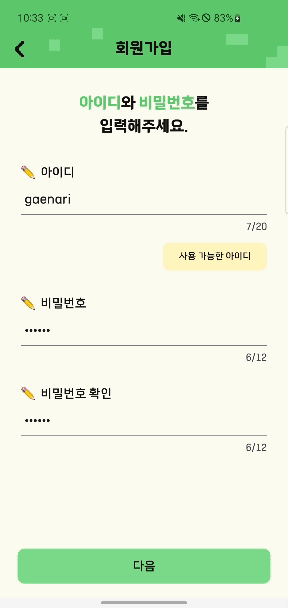 10:33 83%
회원가입
아이디와 비밀번호를
입력해주세요.
아이디
gaenari
7/20
사용 가능한 아이디
비밀번호
••••••
6/12
비밀번호 확인
••••••
6/12
다음